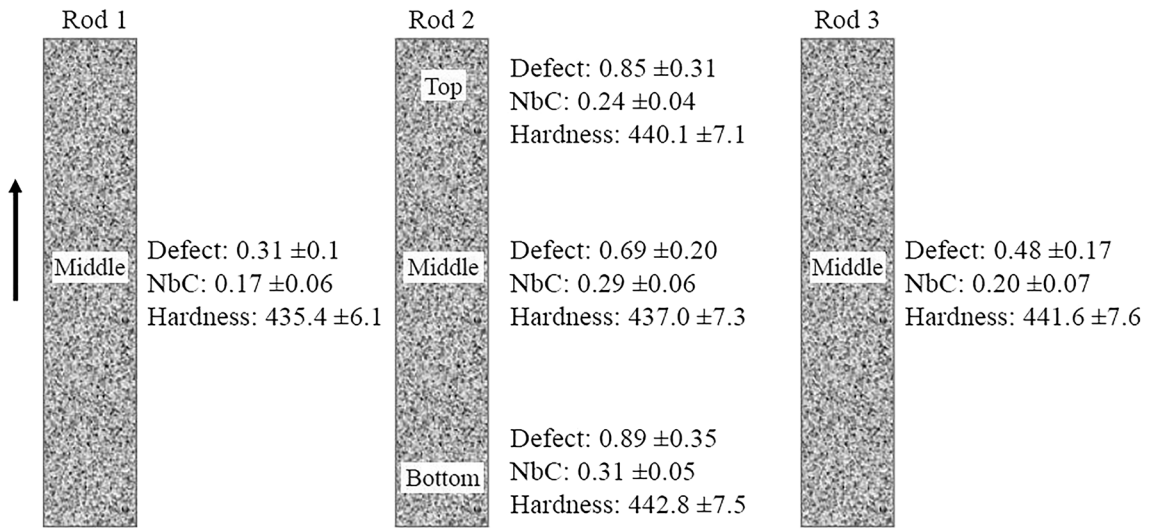 Rod 1
Rod 2
Rod 3
Top
Defect: 0.85 ±0.31
NbC: 0.24 ±0.04
Hardness: 440.1 ±7.1
Middle
Defect: 0.31 ±0.1
NbC: 0.17 ±0.06
Hardness: 435.4 ±6.1
Middle
Defect: 0.69 ±0.20
NbC: 0.29 ±0.06
Hardness: 437.0 ±7.3
Middle
Defect: 0.48 ±0.17
NbC: 0.20 ±0.07
Hardness: 441.6 ±7.6
Bottom
Defect: 0.89 ±0.35
NbC: 0.31 ±0.05
Hardness: 442.8 ±7.5